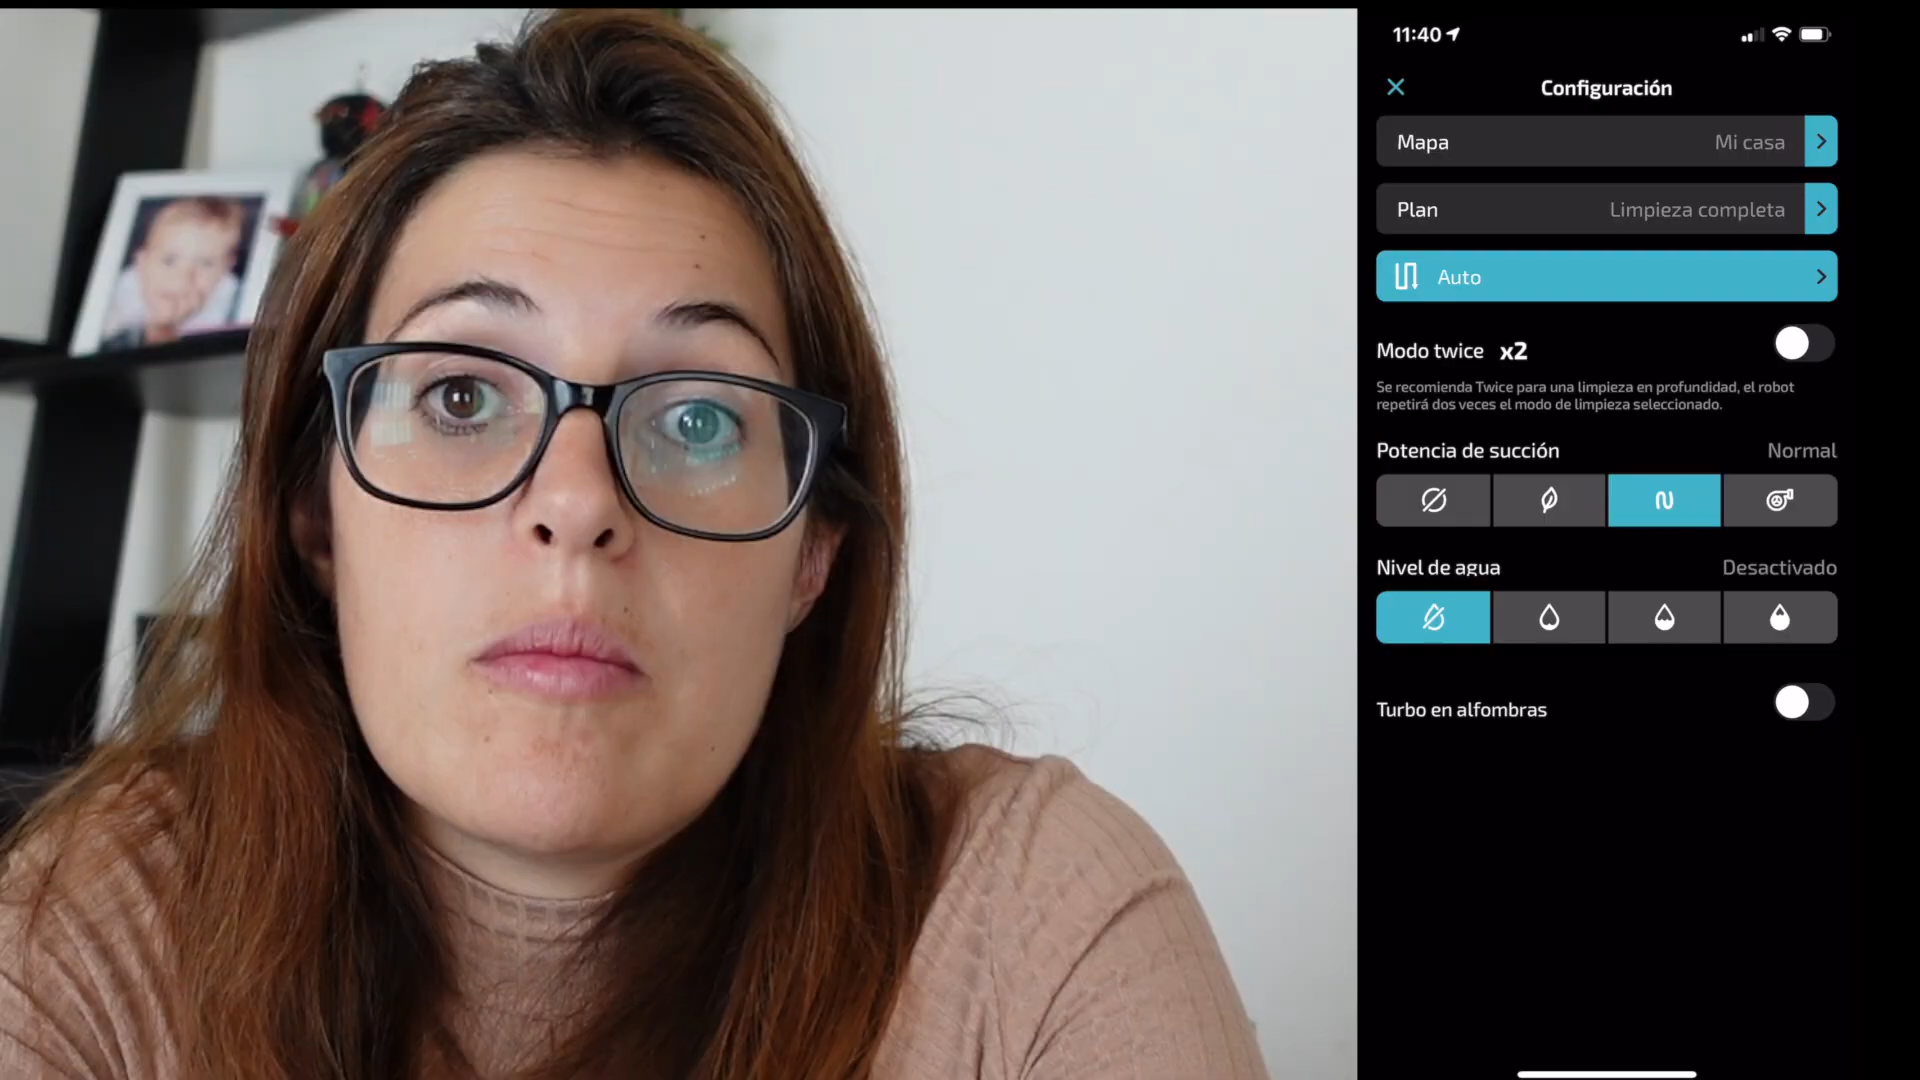 11:40
Configuración
Mapa Mi casa
Plan Limpieza completa
Auto
Modo twice x2
Se recomienda Twice para una limpieza en profundidad, el robot
repetirá dos veces el modo de limpieza seleccionado.
Potencia de succión Normal
Nivel de agua Desactivado
Turbo en alfombras